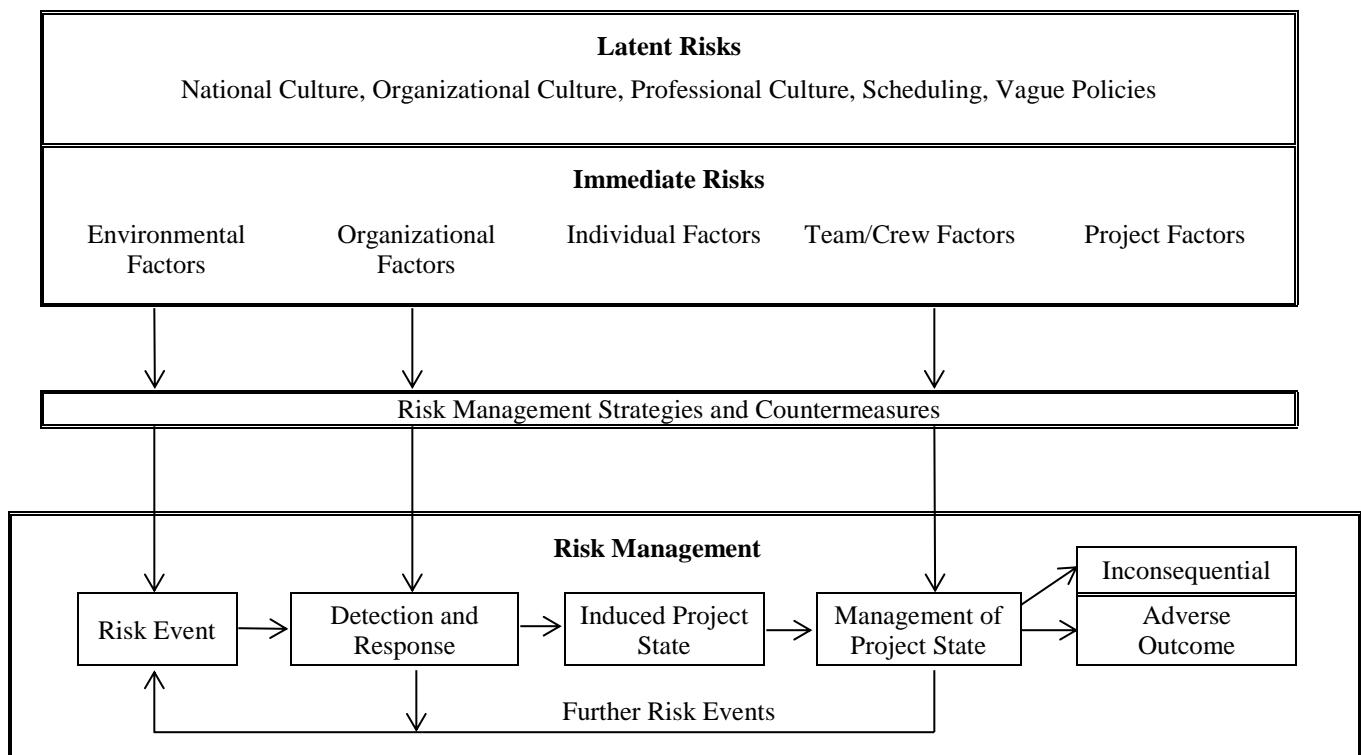 Latent Risks
National Culture, Organizational Culture, Professional Culture, Scheduling, Vague Policies
Immediate Risks
Environmental
Factors
Organizational
Factors
Individual Factors
Team/Crew Factors
Project Factors
Risk Management Strategies and Countermeasures
Risk Management
Risk Event
Detection and
Response
Induced Project
State
Management of
Project State
Inconsequential
Adverse
Outcome
Further Risk Events